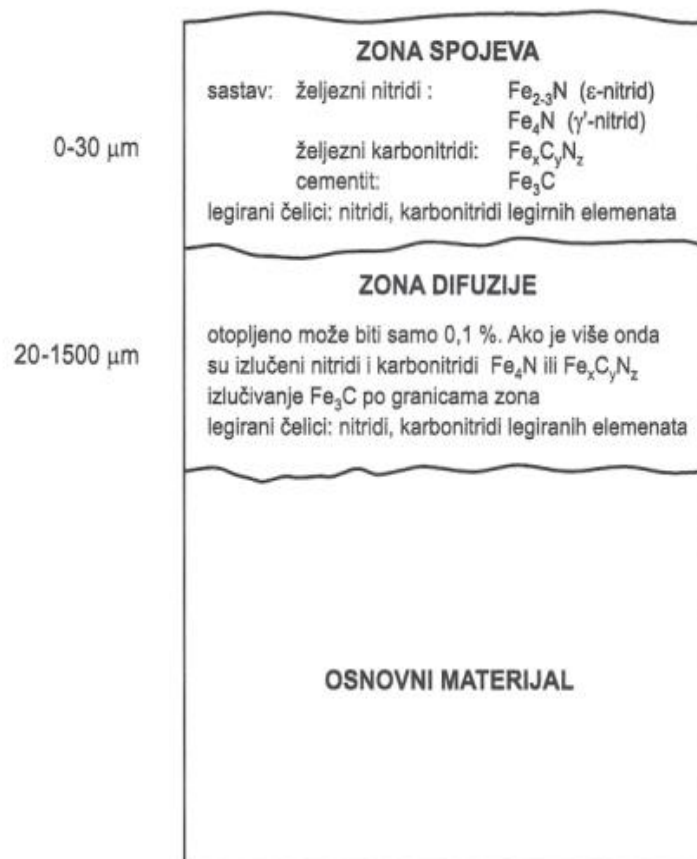 ZONA SPOJEVA
sastav: željezni nitridi : Fe₂₋₃N (ε-nitrid)
Fe₄N (γ'-nitrid)
0-30 μm
željezni karbonitridi: FeₓCᵧN_z
cementit: Fe₃C
legirani čelici: nitridi, karbonitridi legirnih elemenata
ZONA DIFUZIJE
otopljeno može biti samo 0,1 %. Ako je više onda
20-1500 μm
su izlučeni nitridi i karbonitridi Fe₄N ili FeₓCᵧN_z
izlučivanje Fe₃C po granicama zona
legirani čelici: nitridi, karbonitridi legiranih elemenata
OSNOVNI MATERIJAL